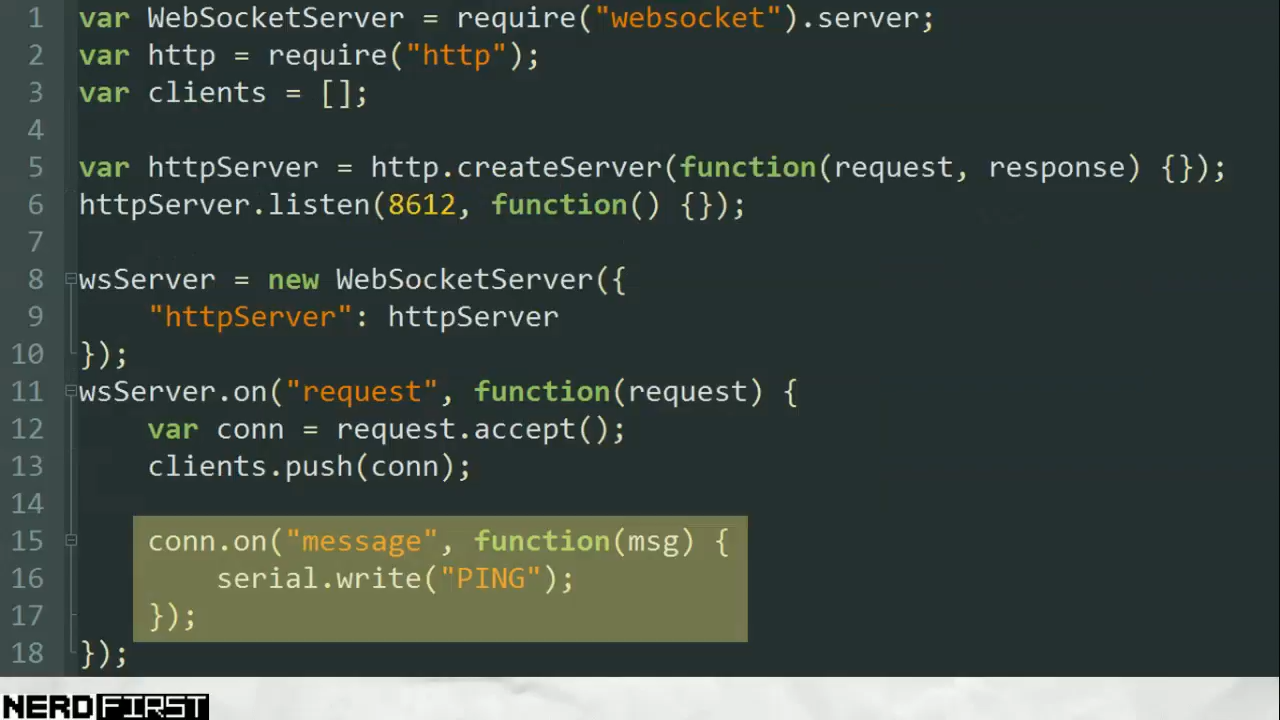 1 var WebSocketServer = require("websocket").server;
2 var http = require("http");
3 var clients = [];
4
5 var httpServer = http.createServer(function(request, response) {});
6 httpServer.listen(8612, function() {});
7
8 wsServer = new WebSocketServer({
9     "httpServer": httpServer
10 });
11 wsServer.on("request", function(request) {
12     var conn = request.accept();
13     clients.push(conn);
14
15     conn.on("message", function(msg) {
16         serial.write("PING");
17     });
18 });
NERDFIRST